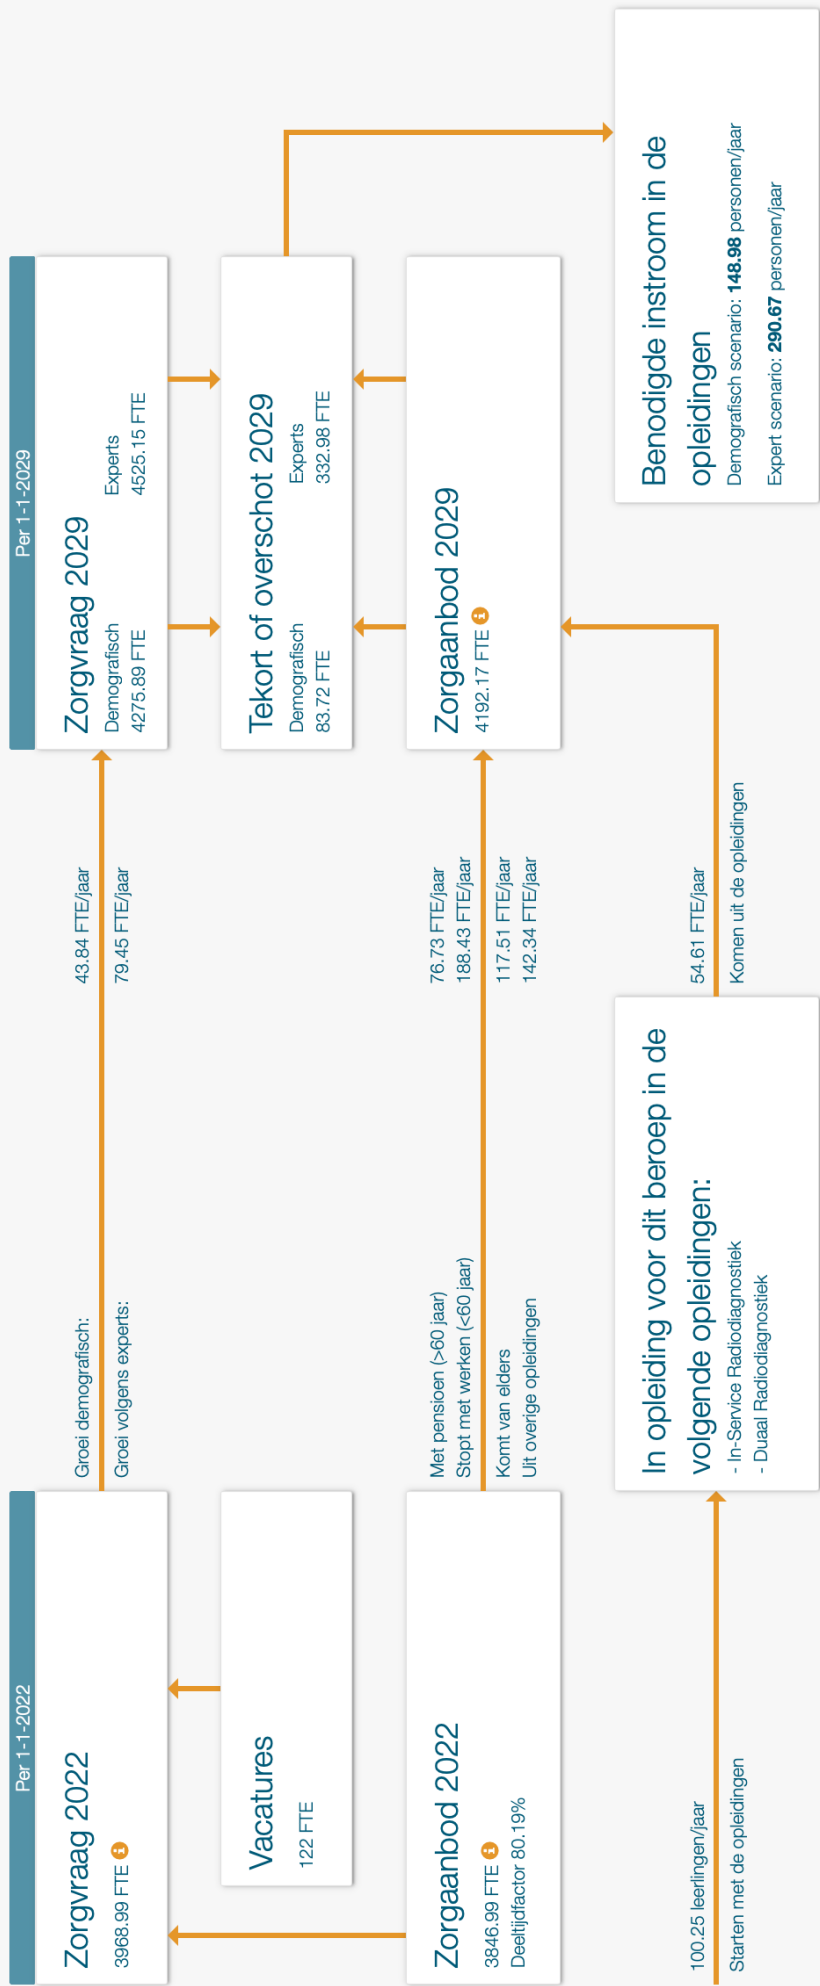 Per 1-1-2022
Per 1-1-2029
Zorgvraag 2022
3968.99 FTE
Groei demografisch:
43.84 FTE/jaar
Groei volgens experts:
79.45 FTE/jaar
Zorgvraag 2029
Demografisch
Experts
4275.89 FTE
4525.15 FTE
Vacatures
122 FTE
Tekort of overschot 2029
Demografisch
Experts
83.72 FTE
332.98 FTE
Zorgaanbod 2022
3846.99 FTE
Deeltijdfactor 80.19%
Met pensioen (>60 jaar)
76.73 FTE/jaar
Stopt met werken (<60 jaar)
188.43 FTE/jaar
Komt van elders
117.51 FTE/jaar
Uit overige opleidingen
142.34 FTE/jaar
Zorgaanbod 2029
4192.17 FTE
100.25 leerlingen/jaar
Starten met de opleidingen
In opleiding voor dit beroep in de
volgende opleidingen:
- In-Service Radiodiagnostiek
- Duaal Radiodiagnostiek
54.61 FTE/jaar
Komen uit de opleidingen
Benodigde instroom in de
opleidingen
Demografisch scenario: 148.98 personen/jaar
Expert scenario: 290.67 personen/jaar